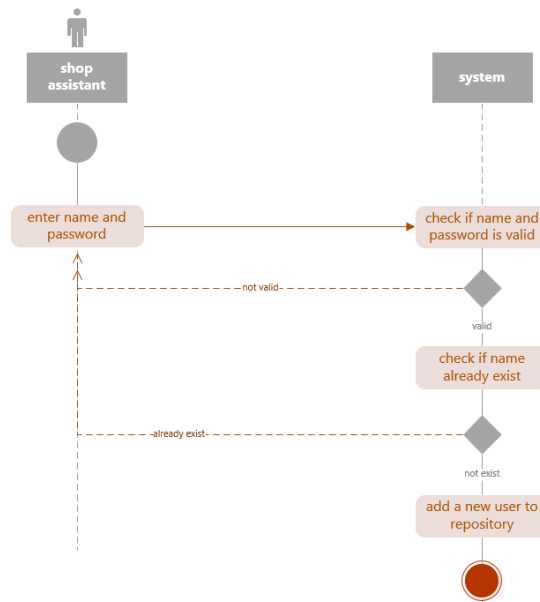 shop
assistant
system
enter name and
password
check if name and
password is valid
not valid
valid
check if name
already exist
already exist
not exist
add a new user to
repository